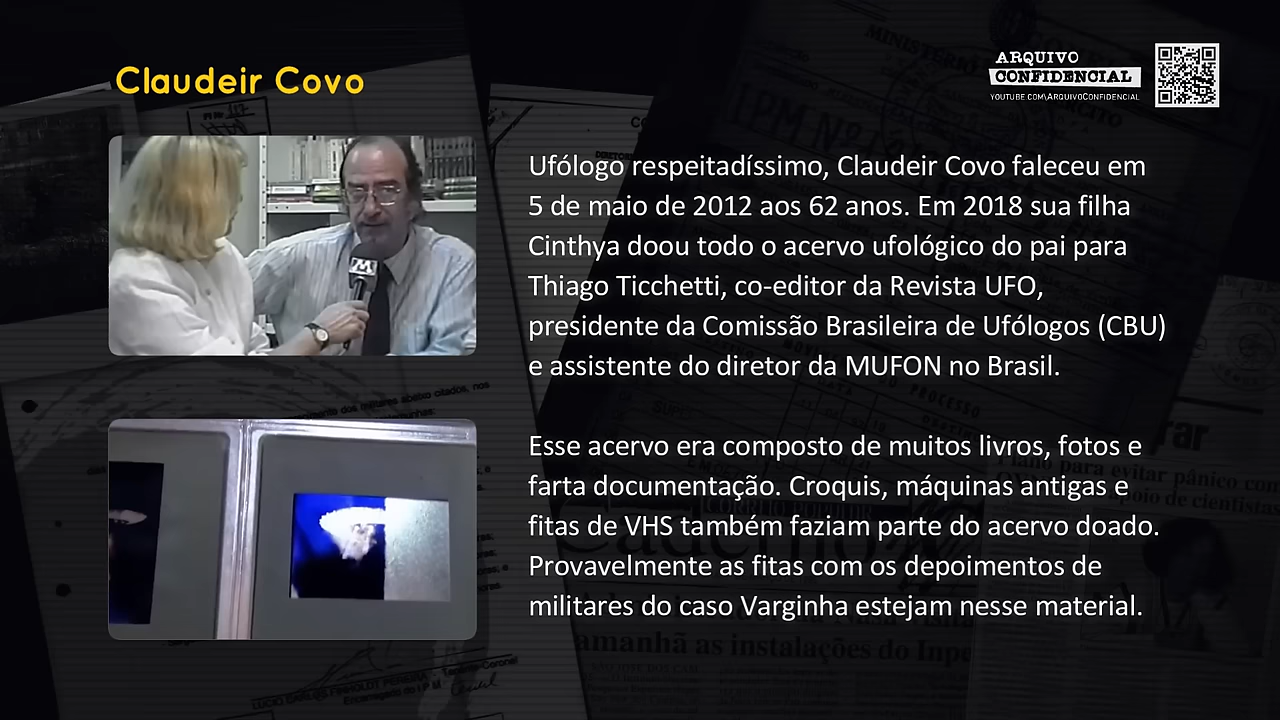 Claudeir Covo
ARQUIVO
CONFIDENCIAL
YOUTUBE.COM\ARQUIVOCONFIDENCIAL
Ufólogo respeitadíssimo, Claudeir Covo faleceu em
5 de maio de 2012 aos 62 anos. Em 2018 sua filha
Cinthya doou todo o acervo ufológico do pai para
Thiago Ticchetti, co-editor da Revista UFO,
presidente da Comissão Brasileira de Ufólogos (CBU)
e assistente do diretor da MUFON no Brasil.
Esse acervo era composto de muitos livros, fotos e
farta documentação. Croquis, máquinas antigas e
fitas de VHS também faziam parte do acervo doado.
Provavelmente as fitas com os depoimentos de
militares do caso Varginha estejam nesse material.
amanhã as instalações do Inpe